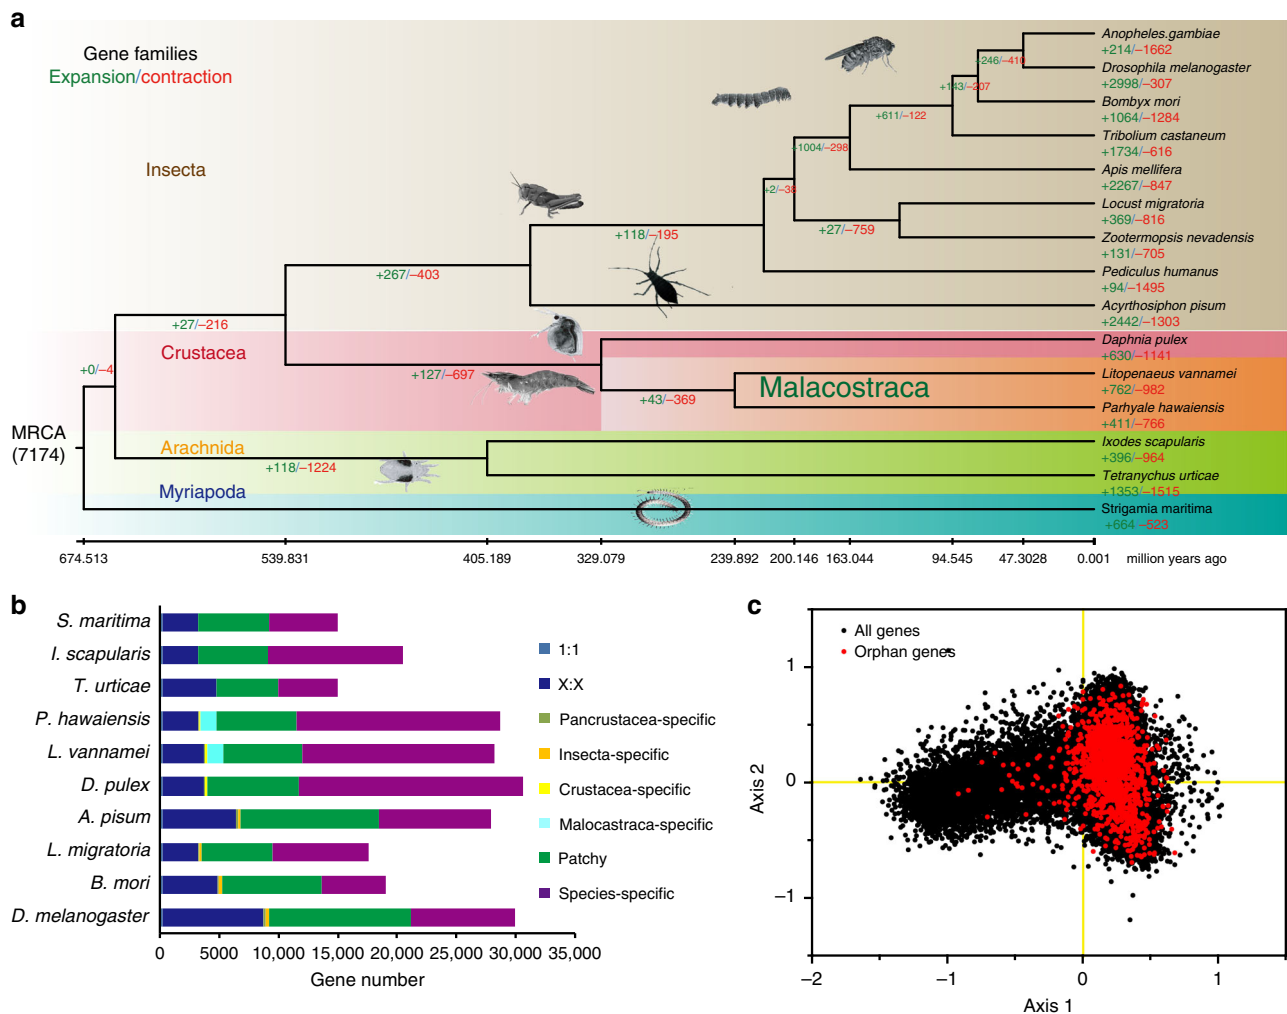 a
Gene families
Expansion/contraction
Insecta
Crustacea
Malacostraca
Arachnida
Myriapoda
MRCA
(7174)
+0/−4
+27/−216
+267/−403
+118/−195
+2/−38
+1004/−298
+611/−122
+143/−207
+246/−410
+27/−759
+127/−697
+43/−369
+118/−1224
Anopheles.gambiae
+214/−1662
Drosophila melanogaster
+2998/−307
Bombyx mori
+1064/−1284
Tribolium castaneum
+1734/−616
Apis mellifera
+2267/−847
Locust migratoria
+369/−816
Zootermopsis nevadensis
+131/−705
Pediculus humanus
+94/−1495
Acyrthosiphon pisum
+2442/−1303
Daphnia pulex
+630/−1141
Litopenaeus vannamei
+762/−982
Parhyale hawaiensis
+411/−766
Ixodes scapularis
+396/−964
Tetranychus urticae
+1353/−1515
Strigamia maritima
+664/−523
674.513 539.831 405.189 329.079 239.892 200.146 163.044 94.545 47.3028 0.001 million years ago
b
S. maritima
I. scapularis
T. urticae
P. hawaiensis
L. vannamei
D. pulex
A. pisum
L. migratoria
B. mori
D. melanogaster
0 5000 10,000 15,000 20,000 25,000 30,000 35,000
Gene number
1:1
X:X
Pancrustacea-specific
Insecta-specific
Crustacea-specific
Malocastraca-specific
Patchy
Species-specific
c
All genes
Orphan genes
1
0
−1
Axis 2
−2 −1 0 1
Axis 1